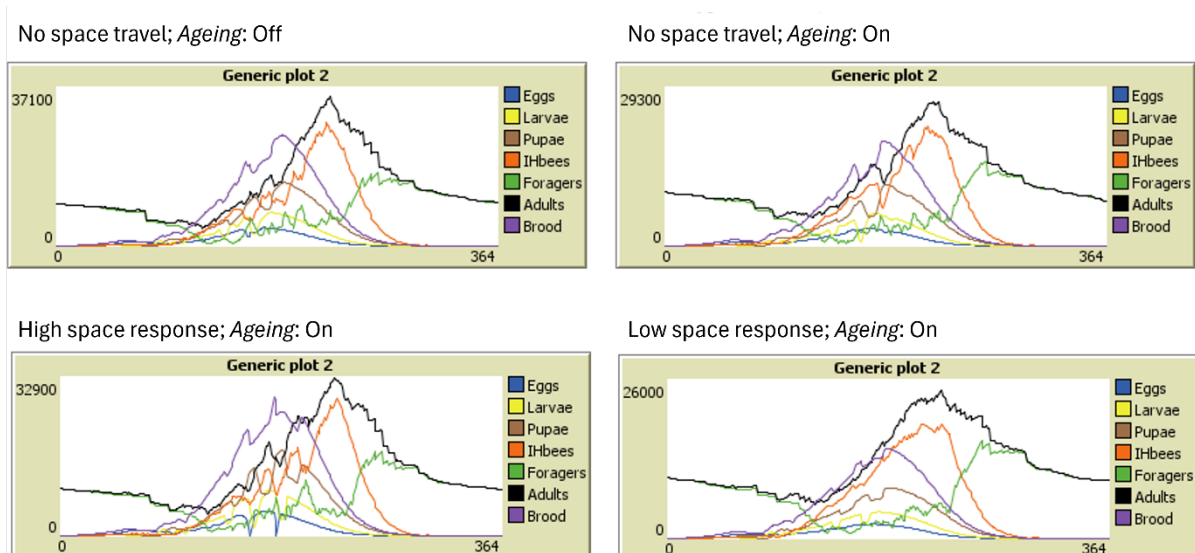 No space travel; Ageing: Off
Generic plot 2
37100
0
0
364
Eggs
Larvae
Pupae
IHbees
Foragers
Adults
Brood
No space travel; Ageing: On
Generic plot 2
29300
0
0
364
Eggs
Larvae
Pupae
IHbees
Foragers
Adults
Brood
High space response; Ageing: On
Generic plot 2
32900
0
0
364
Eggs
Larvae
Pupae
IHbees
Foragers
Adults
Brood
Low space response; Ageing: On
Generic plot 2
26000
0
0
364
Eggs
Larvae
Pupae
IHbees
Foragers
Adults
Brood